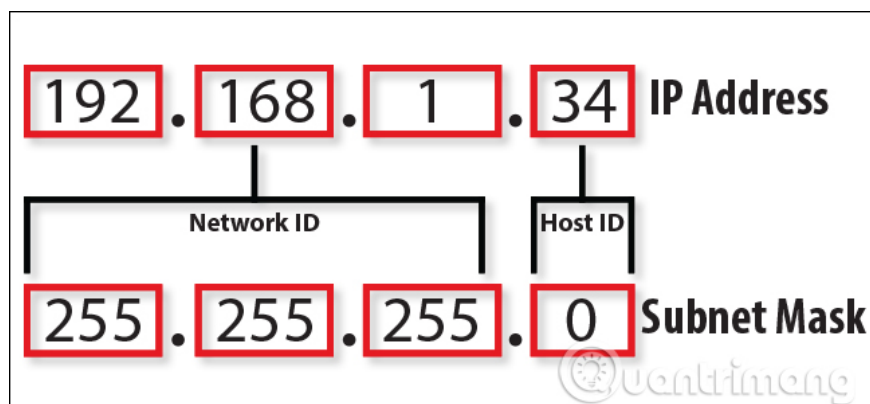 192.168.1.34 IP Address
Network ID Host ID
255.255.255.0 Subnet Mask
Quantrimang